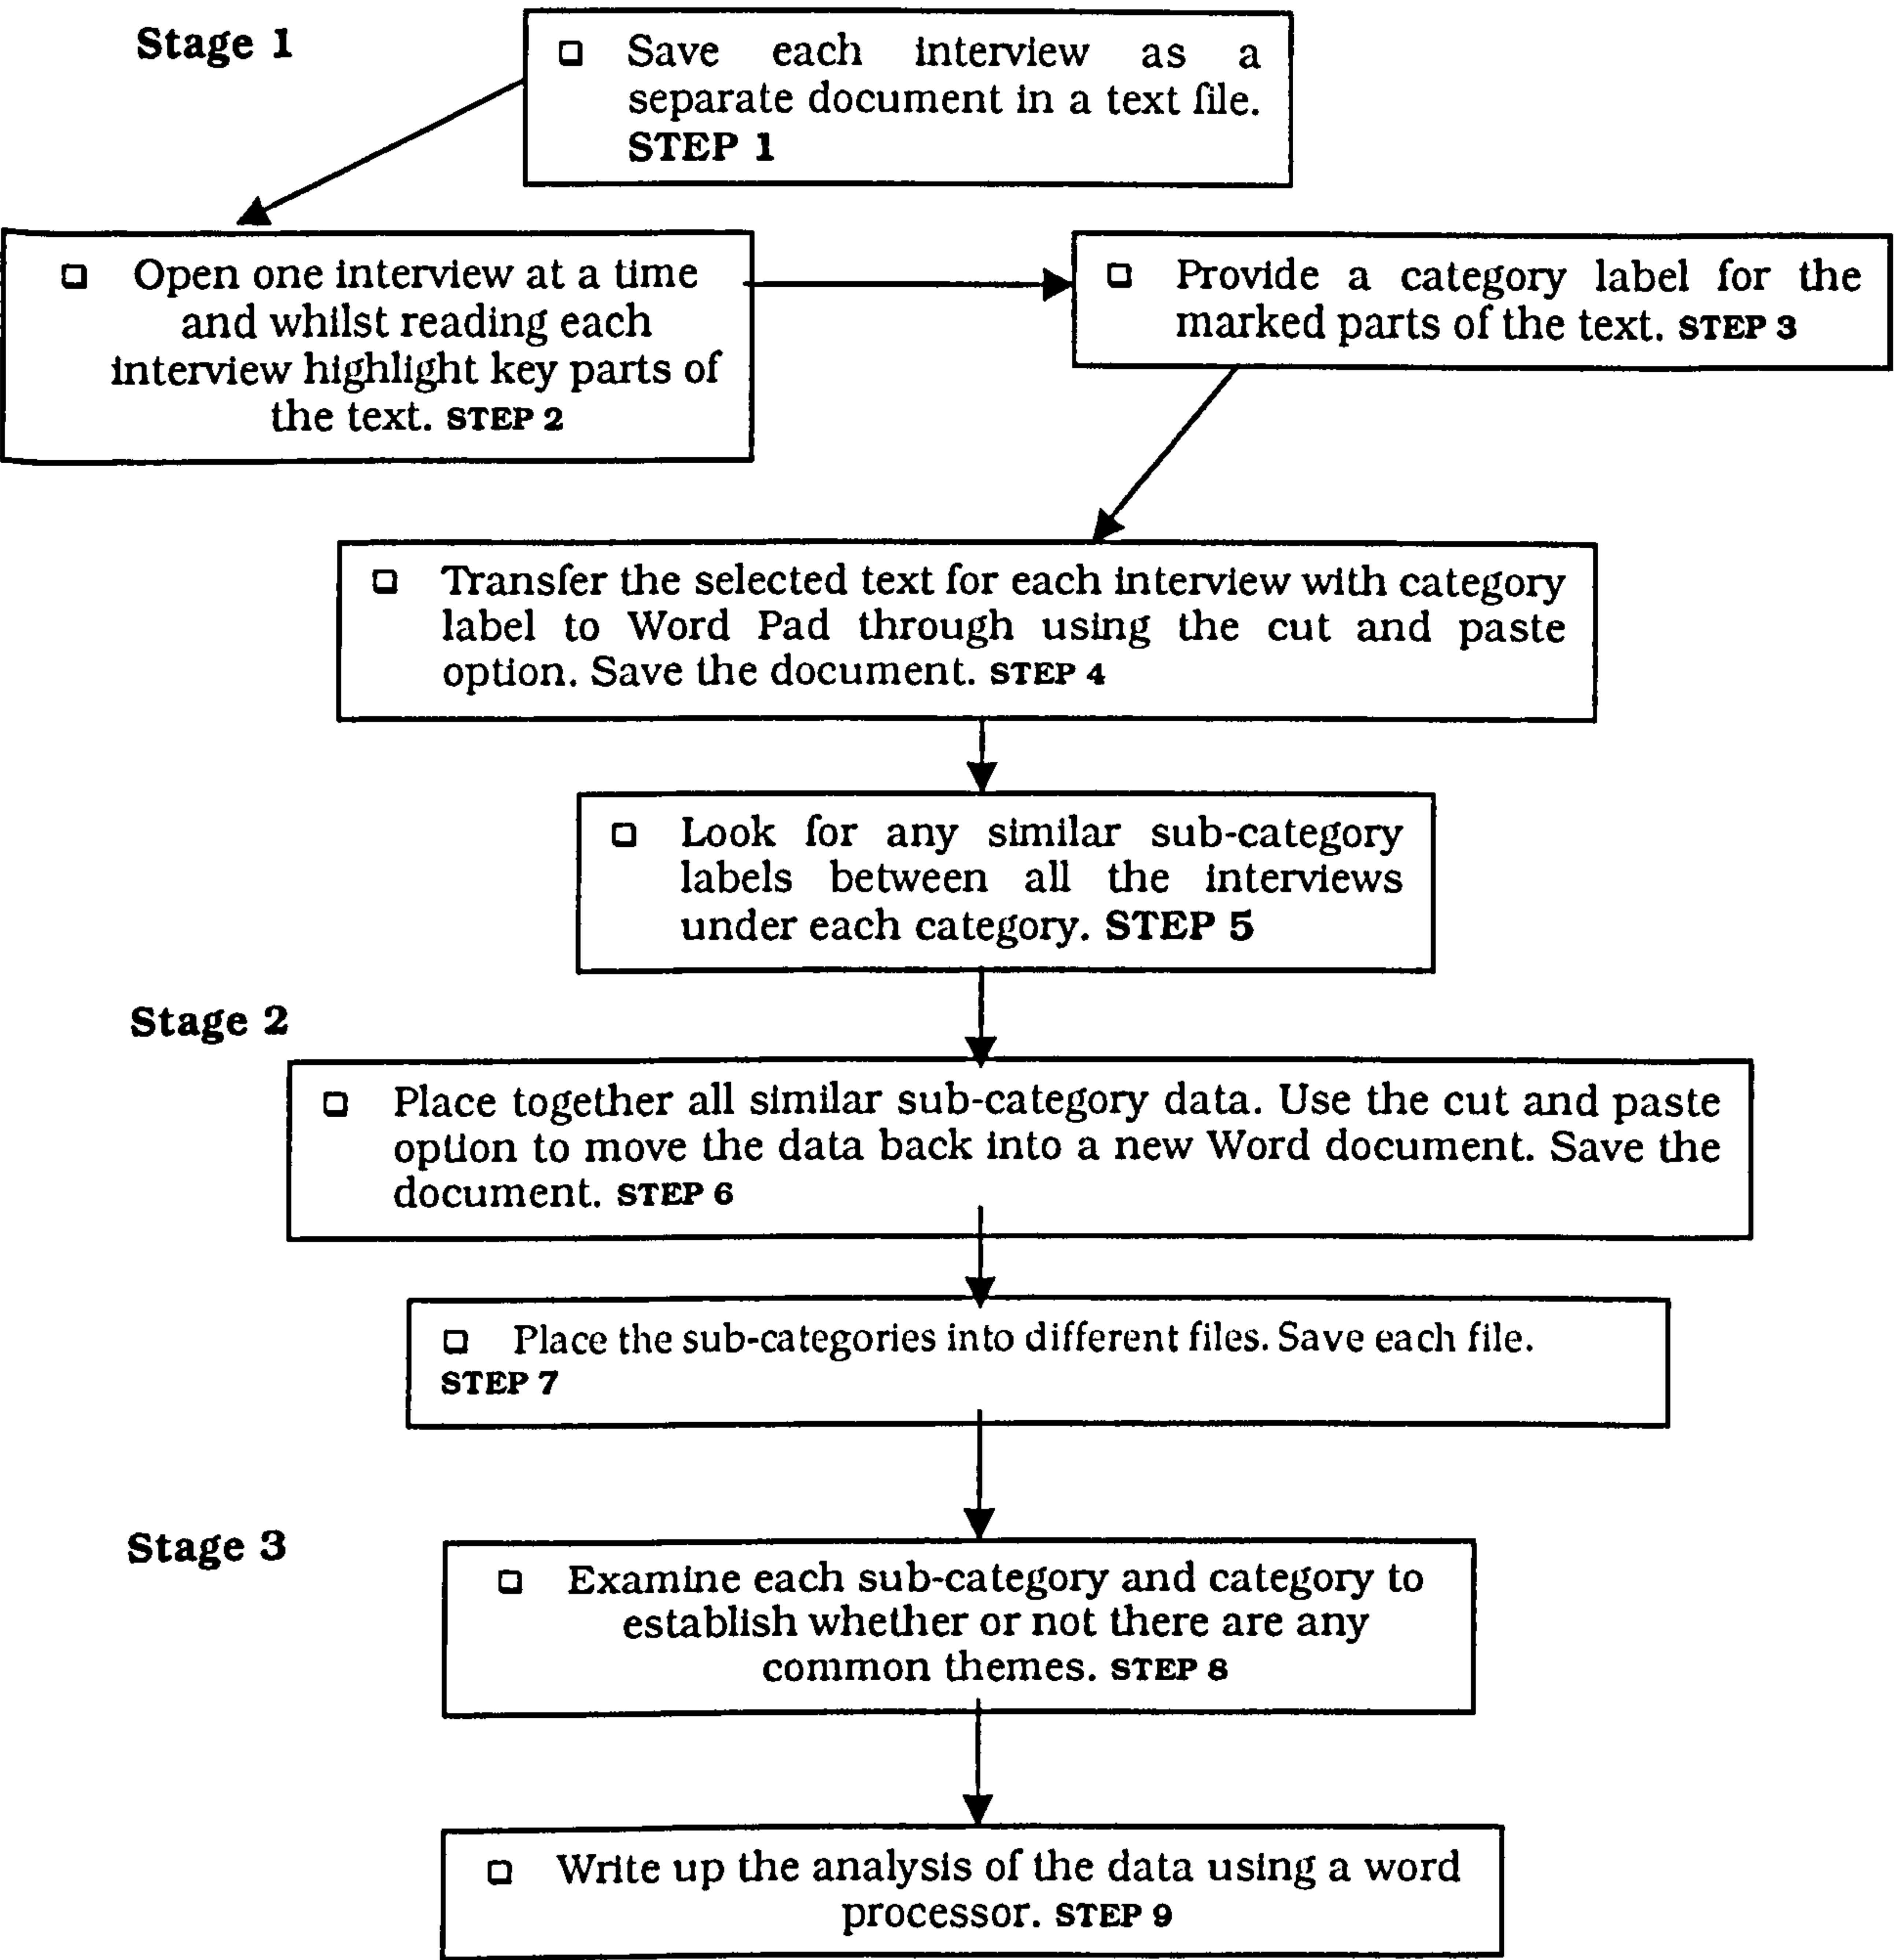 Stage 1
Save each interview as a
separate document in a text file.
STEP 1
Open one interview at a time
and whilst reading each
interview highlight key parts of
the text. STEP 2
Provide a category label for the
marked parts of the text. STEP 3
Transfer the selected text for each interview with category
label to Word Pad through using the cut and paste
option. Save the document. STEP 4
Look for any similar sub-category
labels between all the interviews
under each category. STEP 5
Stage 2
Place together all similar sub-category data. Use the cut and paste
option to move the data back into a new Word document. Save the
document. STEP 6
Place the sub-categories into different files. Save each file.
STEP 7
Stage 3
Examine each sub-category and category to
establish whether or not there are any
common themes. STEP 8
Write up the analysis of the data using a word
processor. STEP 9